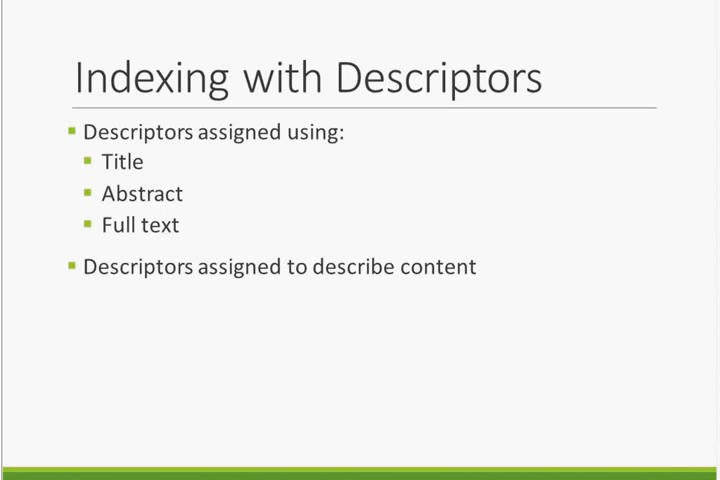 Indexing with Descriptors
Descriptors assigned using:
Title
Abstract
Full text
Descriptors assigned to describe content